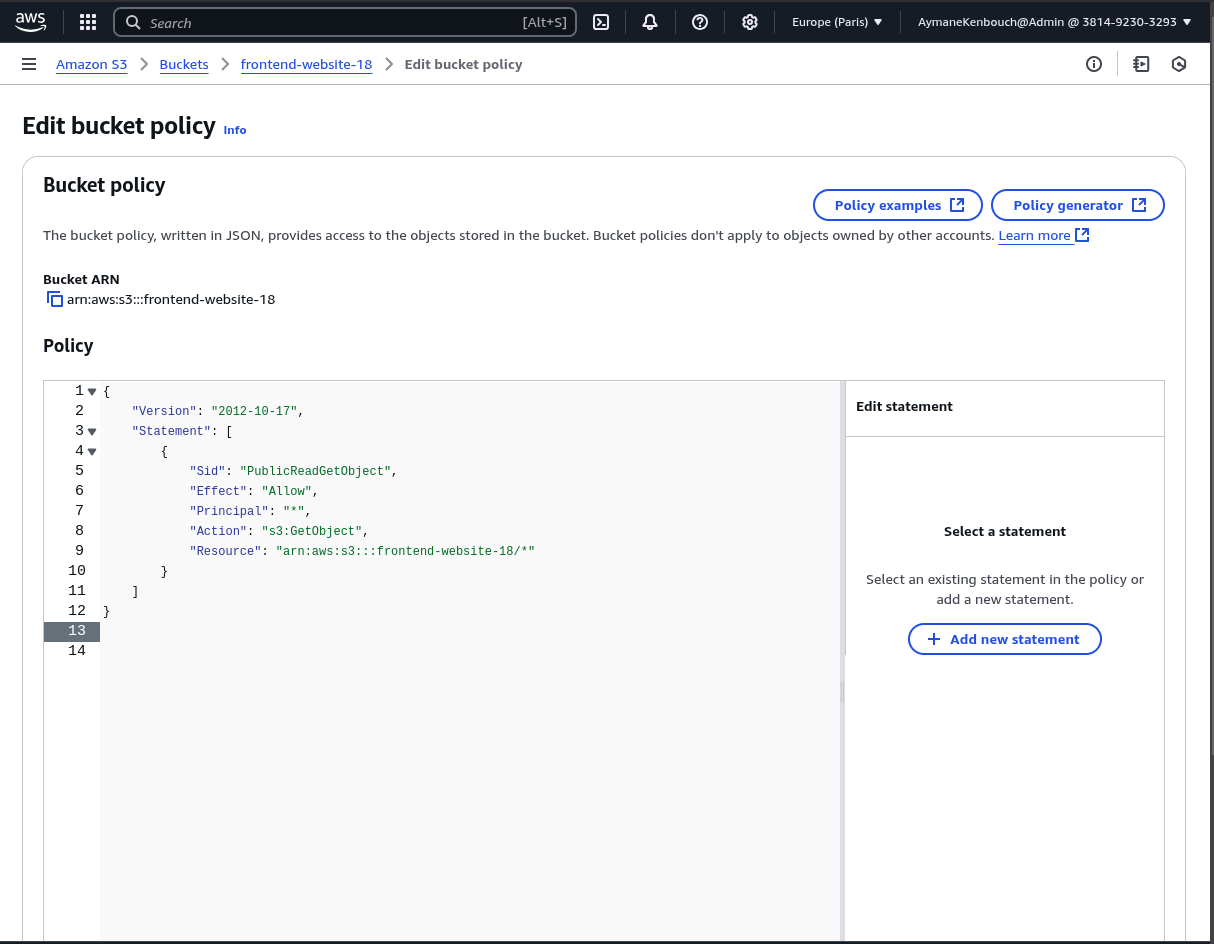 aws
Search [Alt+S]
Europe (Paris)
AymaneKenbouch@Admin @ 3814-9230-3293
Amazon S3 > Buckets > frontend-website-18 > Edit bucket policy
Edit bucket policy Info
Bucket policy
Policy examples
Policy generator
The bucket policy, written in JSON, provides access to the objects stored in the bucket. Bucket policies don't apply to objects owned by other accounts. Learn more
Bucket ARN
arn:aws:s3:::frontend-website-18
Policy
1 {
2     "Version": "2012-10-17",
3     "Statement": [
4         {
5             "Sid": "PublicReadGetObject",
6             "Effect": "Allow",
7             "Principal": "*",
8             "Action": "s3:GetObject",
9             "Resource": "arn:aws:s3:::frontend-website-18/*"
10         }
11     ]
12 }
13
14
Edit statement
Select a statement
Select an existing statement in the policy or
add a new statement.
+ Add new statement